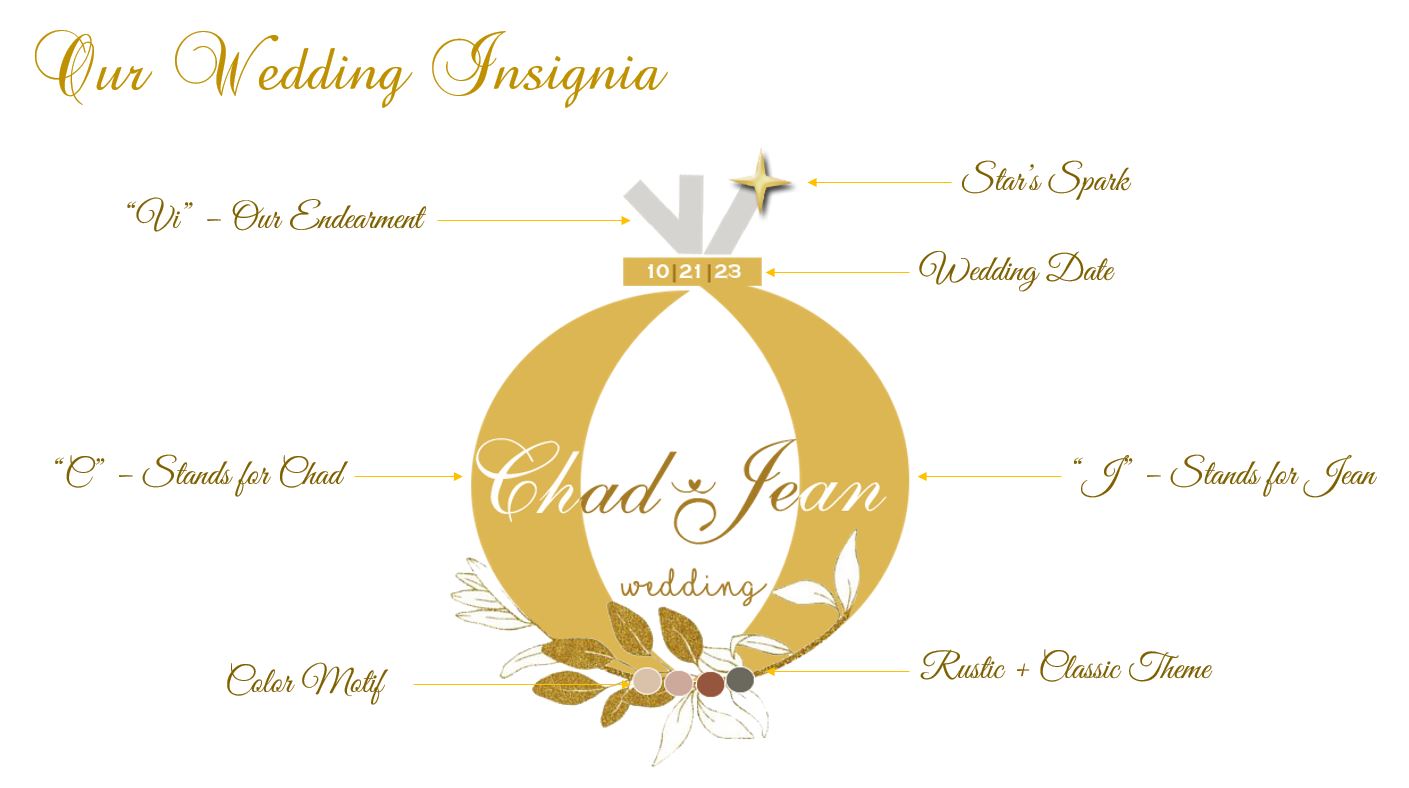 Our Wedding Insignia
Star's Spark
“Vi” – Our Endearment
10|21|23
Wedding Date
“C” – Stands for Chad
Chad Jean
“J” – Stands for Jean
wedding
Color Motif
Rustic + Classic Theme